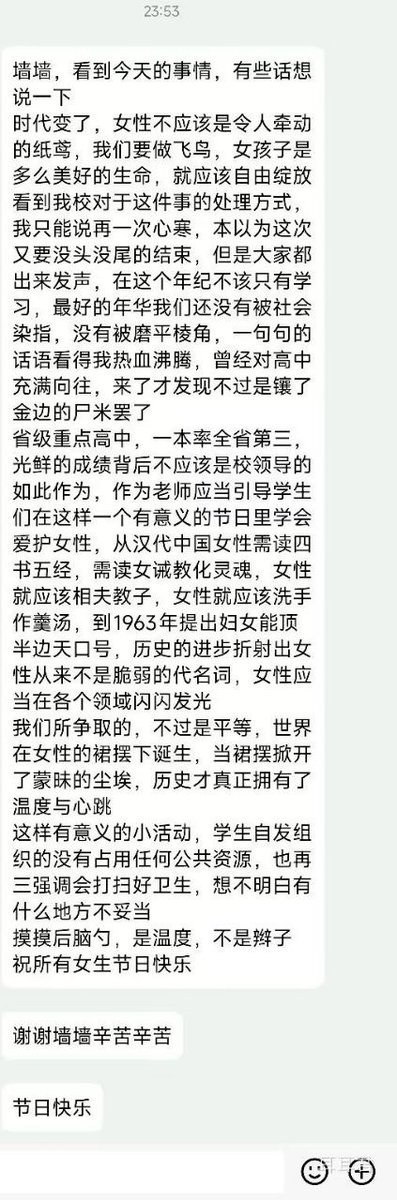 23:53
墙墙，看到今天的事情，有些话想
说一下
时代变了，女性不应该是令人牵动
的纸鸢，我们要做飞鸟，女孩子是
多么美好的生命，就应该自由绽放
看到我校对于这件事的处理方式，
我只能说再一次心寒，本以为这次
又要没头没尾的结束，但是大家都
出来发声，在这个年纪不该只有学
习，最好的年华我们还没有被社会
染指，没有被磨平棱角，一句句的
话语看得我热血沸腾，曾经对高中
充满向往，来了才发现不过是镶了
金边的尸米罢了
省级重点高中，一本率全省第三，
光鲜的成绩背后不应该是校领导的
如此作为，作为老师应当引导学生
们在这样一个有意义的节日里学会
爱护女性，从汉代中国女性需读四
书五经，需读女诫教化灵魂，女性
就应该相夫教子，女性就应该洗手
作羹汤，到1963年提出妇女能顶
半边天口号，历史的进步折射出女
性从来不是脆弱的代名词，女性应
当在各个领域闪闪发光
我们所争取的，不过是平等，世界
在女性的裙摆下诞生，当裙摆掀开
了蒙昧的尘埃，历史才真正拥有了
温度与心跳
这样有意义的小活动，学生自发组
织的没有占用任何公共资源，也再
三强调会打扫好卫生，想不明白有
什么地方不妥当
摸摸后脑勺，是温度，不是辫子
祝所有女生节日快乐
谢谢墙墙辛苦辛苦
节日快乐